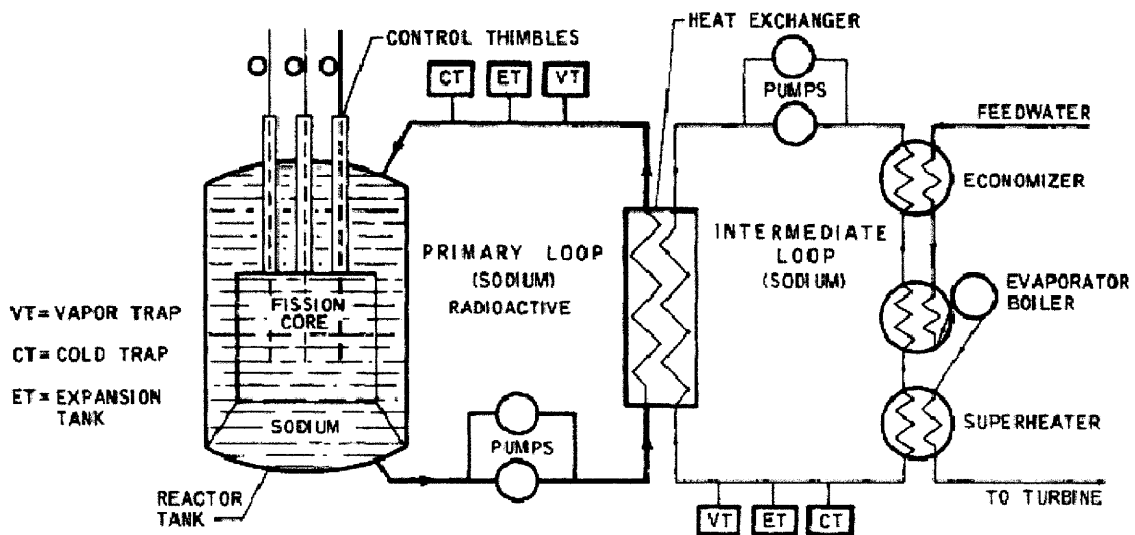 HEAT EXCHANGER
CONTROL THIMBLES
CT
ET
VT
PUMPS
FEEDWATER
ECONOMIZER
PRIMARY LOOP
(SODIUM)
RADIOACTIVE
INTERMEDIATE
LOOP
(SODIUM)
EVAPORATOR
BOILER
FISSION
CORE
VT= VAPOR TRAP
CT= COLD TRAP
ET= EXPANSION
TANK
SODIUM
PUMPS
SUPERHEATER
REACTOR
TANK
VT
ET
CT
TO TURBINE